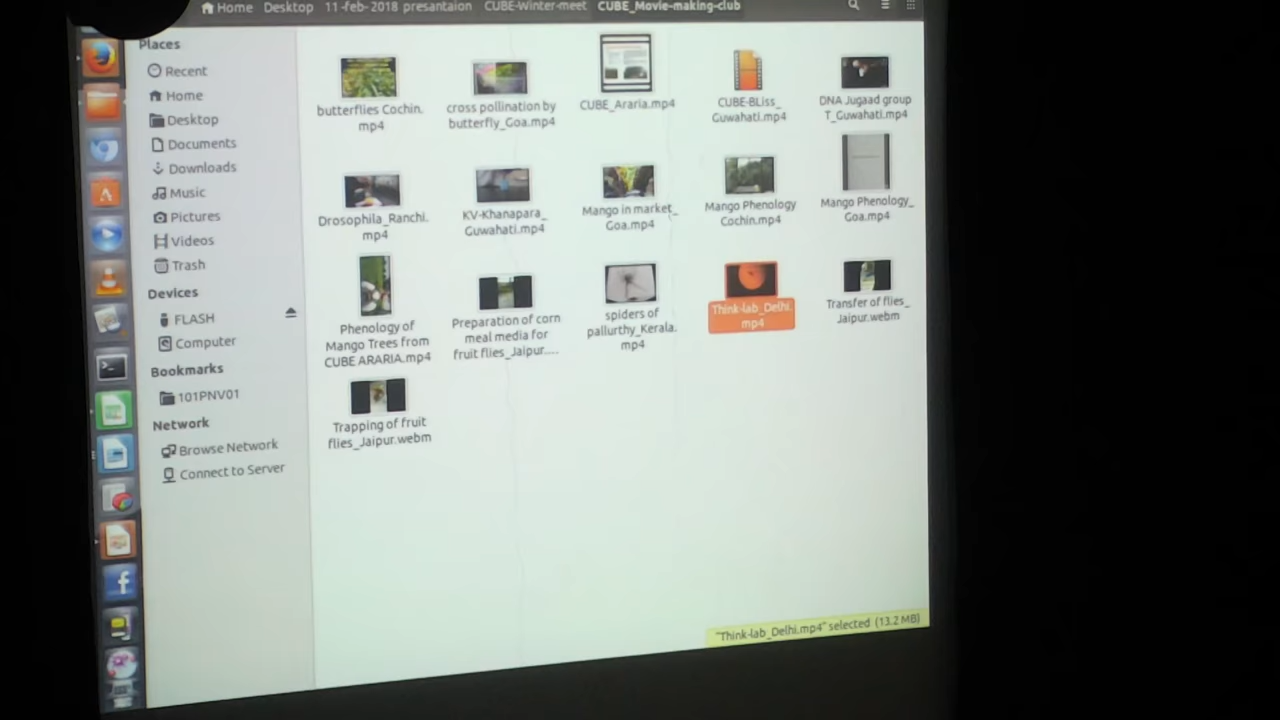 Home Desktop 11-feb-2018 presantaion CUBE-Winter-meet CUBE_Movie-making-club
Places
Recent
Home
Desktop
Documents
Downloads
Music
Pictures
Videos
Trash
Devices
FLASH
Computer
Bookmarks
101PNV01
Network
Browse Network
Connect to Server
butterflies Cochin.
mp4
cross pollination by
butterfly_Goa.mp4
CUBE_Araria.mp4
CUBE-BLiss_
Guwahati.mp4
DNA Jugaad group
T_Guwahati.mp4
Drosophila_Ranchi.
mp4
KV-Khanapara_
Guwahati.mp4
Mango in market_
Goa.mp4
Mango Phenology
Cochin.mp4
Mango Phenology_
Goa.mp4
Phenology of
Mango Trees from
CUBE ARARIA.mp4
Preparation of corn
meal media for
fruit flies_Jaipur....
spiders of
pallurthy_Kerala.
mp4
Think-lab_Delhi.
mp4
Transfer of flies_
Jaipur.webm
Trapping of fruit
flies_Jaipur.webm
"Think-lab_Delhi.mp4" selected (13.2 MB)